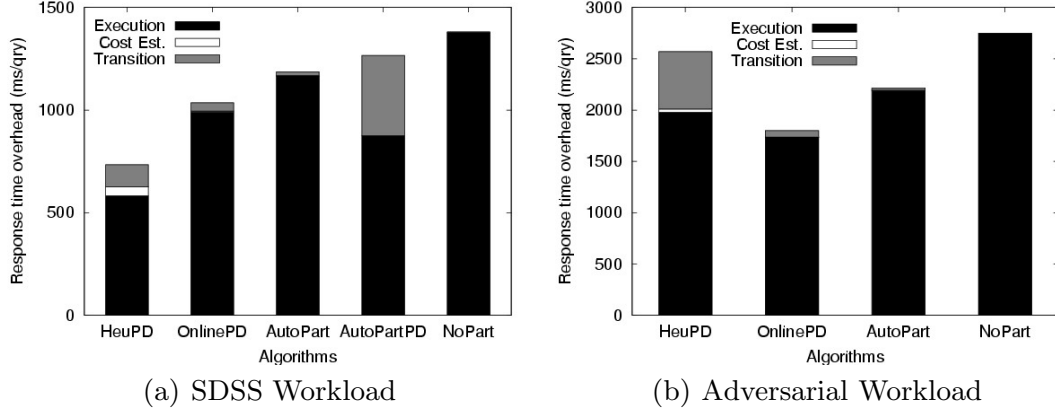 Response time overhead (ms/qry)
1500
1000
500
0
Execution
Cost Est.
Transition
HeuPD OnlinePD AutoPart AutoPartPD NoPart
Algorithms
(a) SDSS Workload
Response time overhead (ms/qry)
3000
2500
2000
1500
1000
500
0
Execution
Cost Est.
Transition
HeuPD OnlinePD AutoPart NoPart
Algorithms
(b) Adversarial Workload